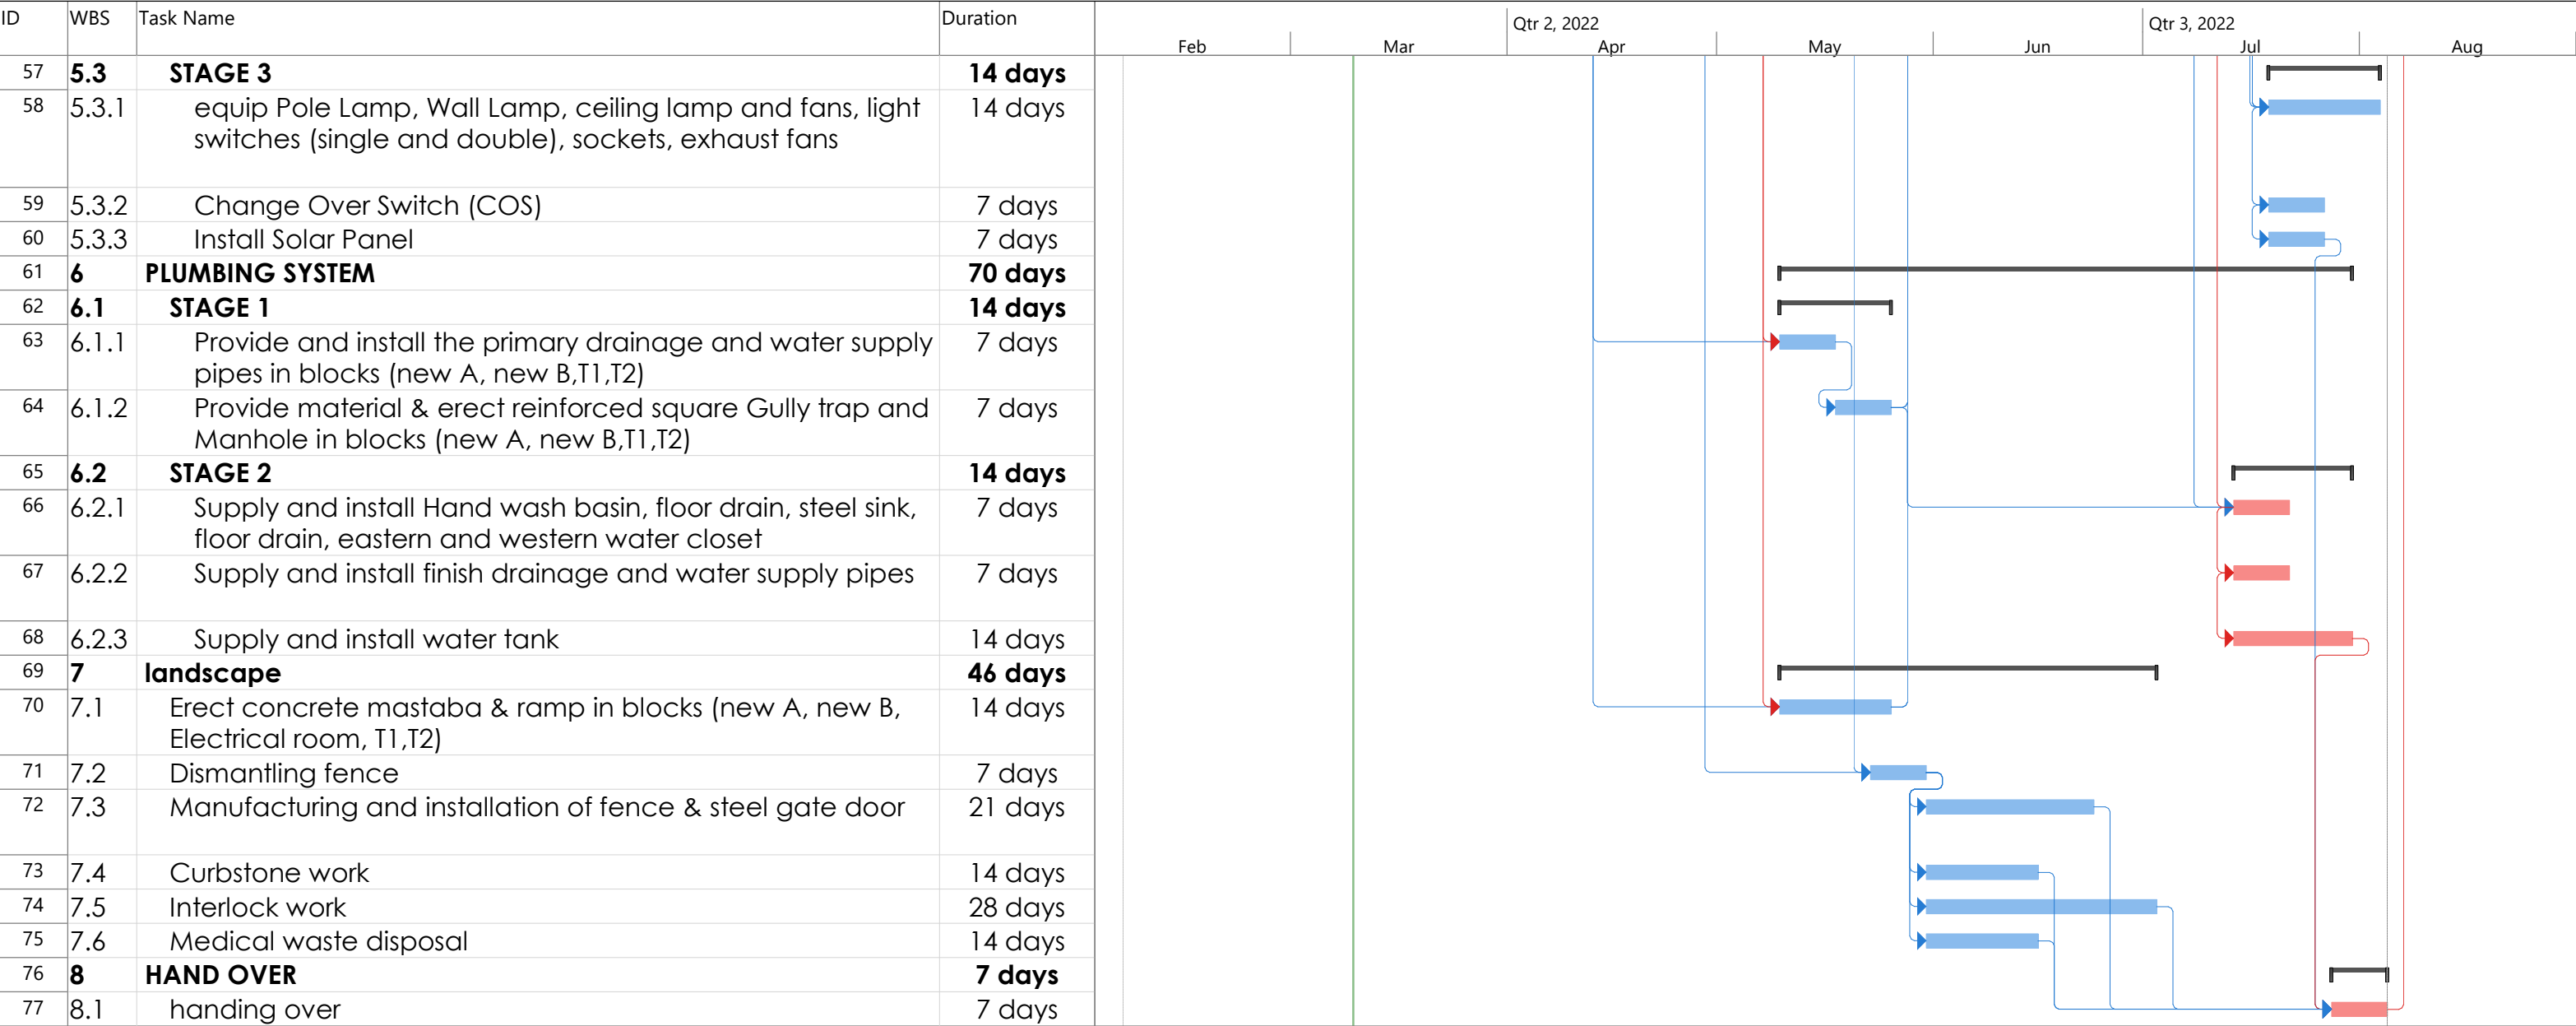 ID WBS Task Name Duration
Qtr 2, 2022 Qtr 3, 2022
Feb Mar Apr May Jun Jul Aug
57 5.3 STAGE 3 14 days
58 5.3.1 equip Pole Lamp, Wall Lamp, ceiling lamp and fans, light 14 days
switches (single and double), sockets, exhaust fans
59 5.3.2 Change Over Switch (COS) 7 days
60 5.3.3 Install Solar Panel 7 days
61 6 PLUMBING SYSTEM 70 days
62 6.1 STAGE 1 14 days
63 6.1.1 Provide and install the primary drainage and water supply 7 days
pipes in blocks (new A, new B,T1,T2)
64 6.1.2 Provide material & erect reinforced square Gully trap and 7 days
Manhole in blocks (new A, new B,T1,T2)
65 6.2 STAGE 2 14 days
66 6.2.1 Supply and install Hand wash basin, floor drain, steel sink, 7 days
floor drain, eastern and western water closet
67 6.2.2 Supply and install finish drainage and water supply pipes 7 days
68 6.2.3 Supply and install water tank 14 days
69 7 landscape 46 days
70 7.1 Erect concrete mastaba & ramp in blocks (new A, new B, 14 days
Electrical room, T1,T2)
71 7.2 Dismantling fence 7 days
72 7.3 Manufacturing and installation of fence & steel gate door 21 days
73 7.4 Curbstone work 14 days
74 7.5 Interlock work 28 days
75 7.6 Medical waste disposal 14 days
76 8 HAND OVER 7 days
77 8.1 handing over 7 days